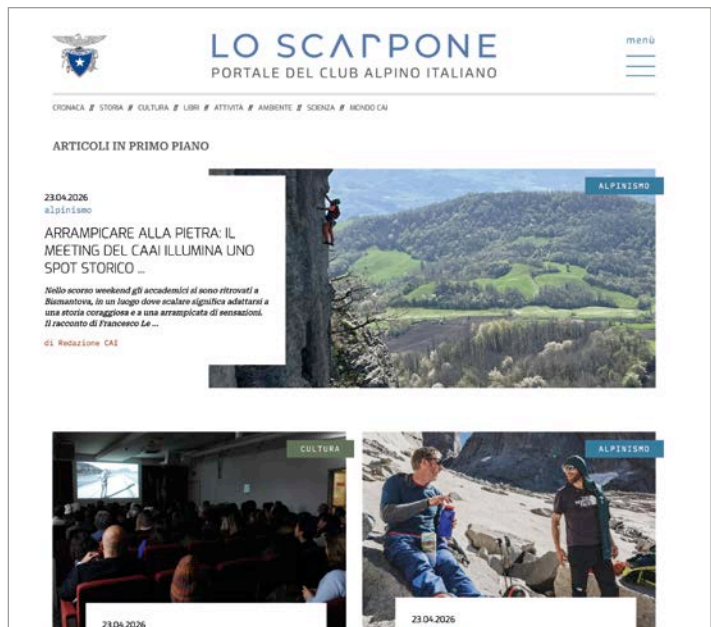 LO SCARPONE
PORTALE DEL CLUB ALPINO ITALIANO
menù
CRONACA // STORIA // CULTURA // LIBRI // ATTIVITÀ // AMBIENTE // SCIENZA // MONDO CAI
ARTICOLI IN PRIMO PIANO
ALPINISMO
23.04.2026
alpinismo
ARRAMPICARE ALLA PIETRA: IL
MEETING DEL CAAI ILLUMINA UNO
SPOT STORICO ...
Nello scorso weekend gli accademici si sono ritrovati a
Bismantova, in un luogo dove scalare significa adattarsi a
una storia coraggiosa e a una arrampicata di sensazioni.
Il racconto di Francesco Le ...
di Redazione CAI
CULTURA
ALPINISMO
23.04.2026
23.04.2026